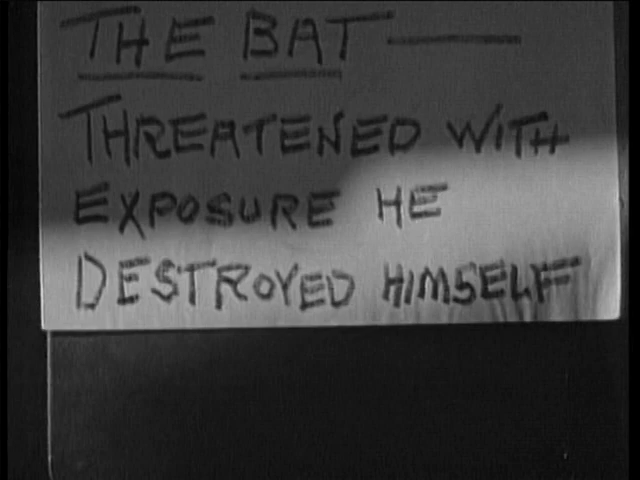 THE BAT —
THREATENED WITH
EXPOSURE HE
DESTROYED HIMSELF